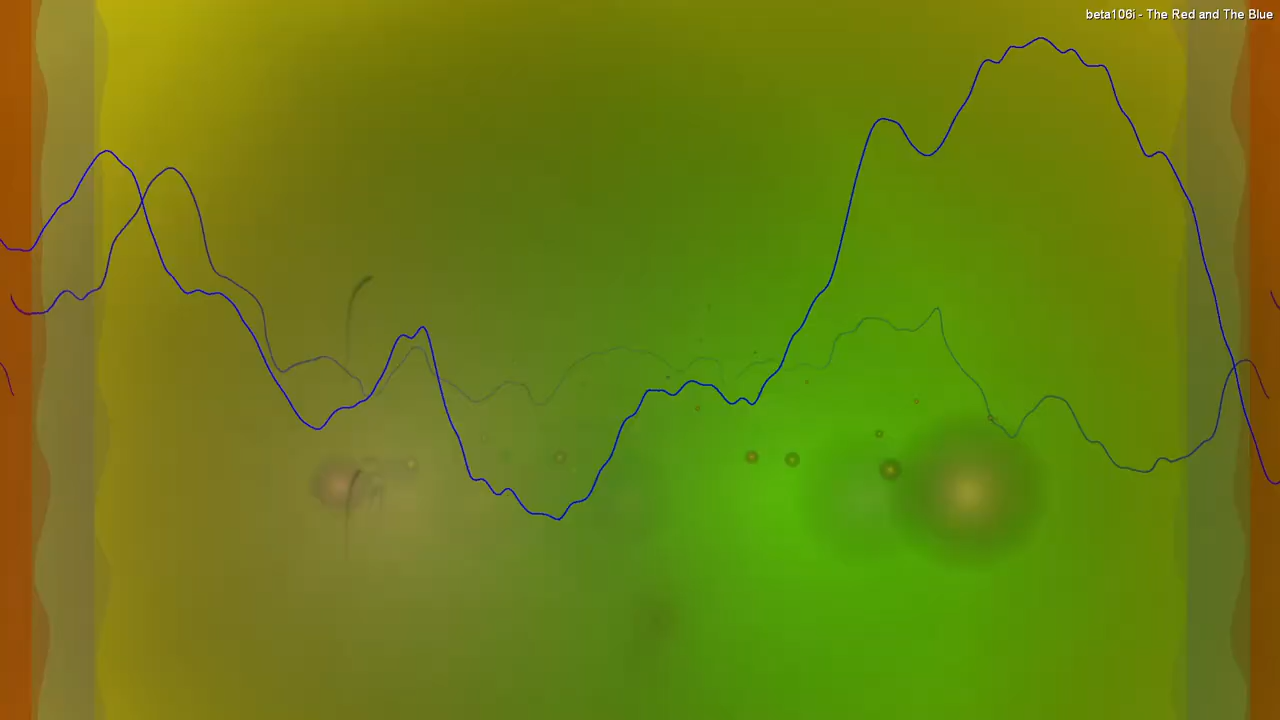 beta106i - The Red and The Blue